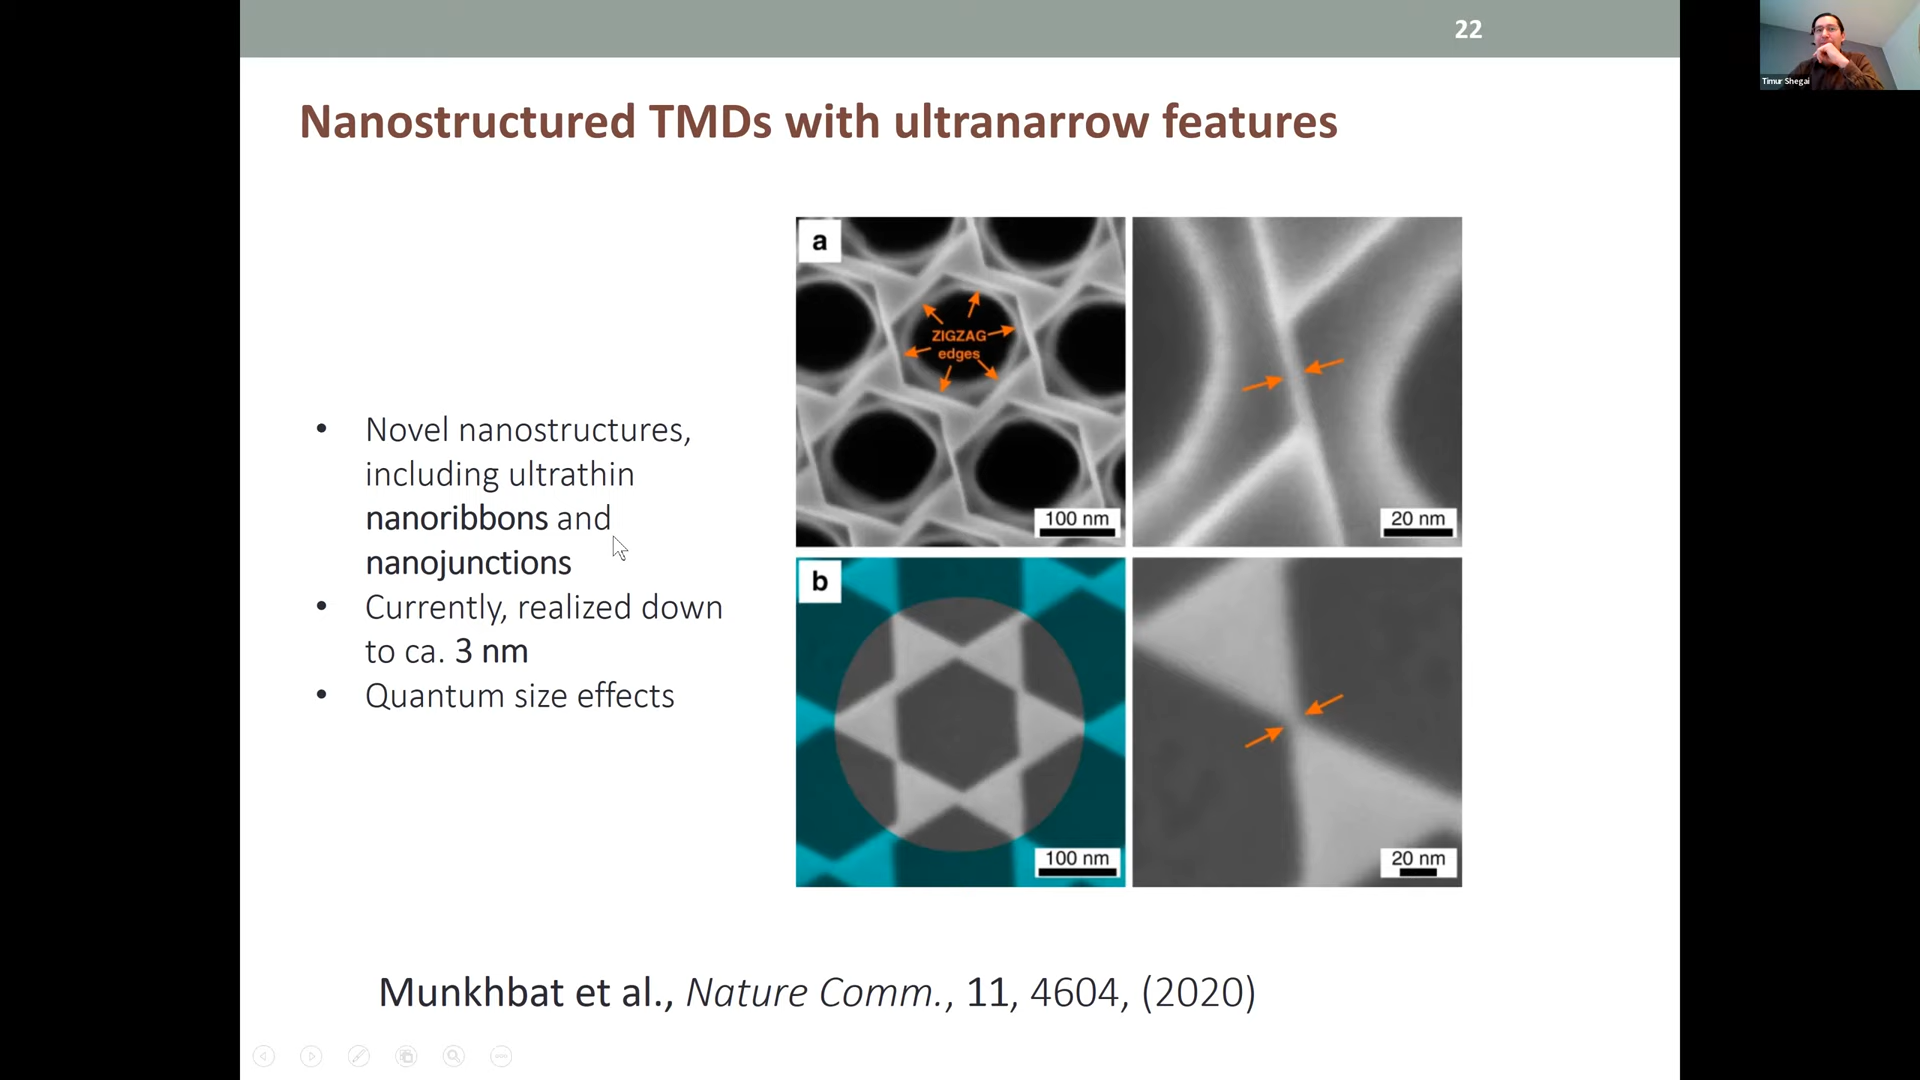 22
Timur Shegai
Nanostructured TMDs with ultranarrow features
a
ZIGZAG
edges
100 nm
20 nm
• Novel nanostructures,
including ultrathin
nanoribbons and
nanojunctions
• Currently, realized down
to ca. 3 nm
• Quantum size effects
b
100 nm
20 nm
Munkhbat et al., Nature Comm., 11, 4604, (2020)